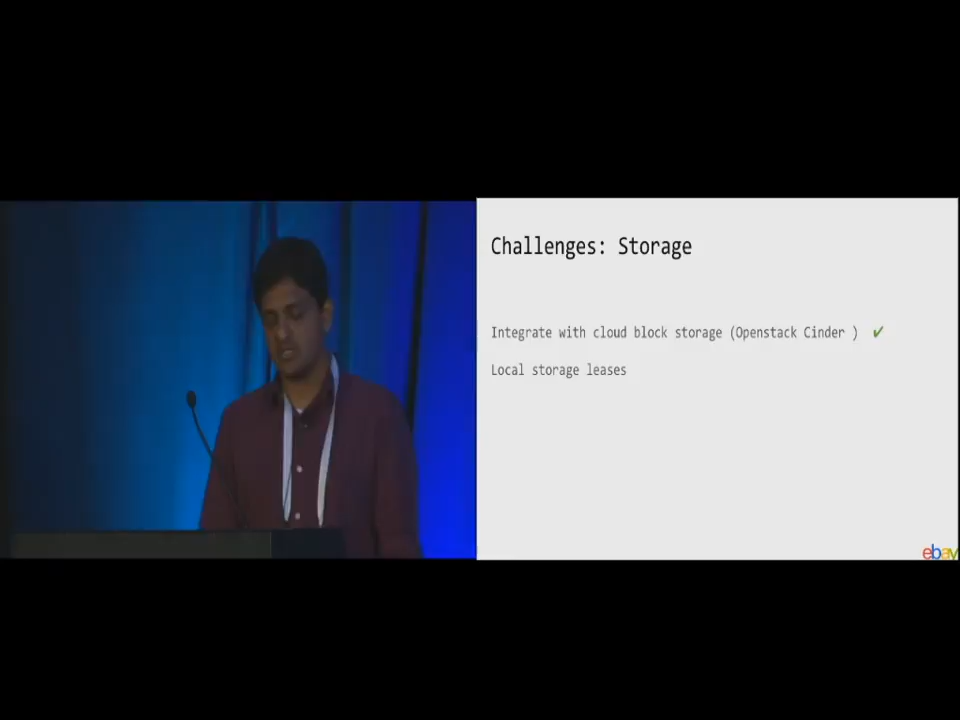 Challenges: Storage
Integrate with cloud block storage (Openstack Cinder ) ✔
Local storage leases
ebay